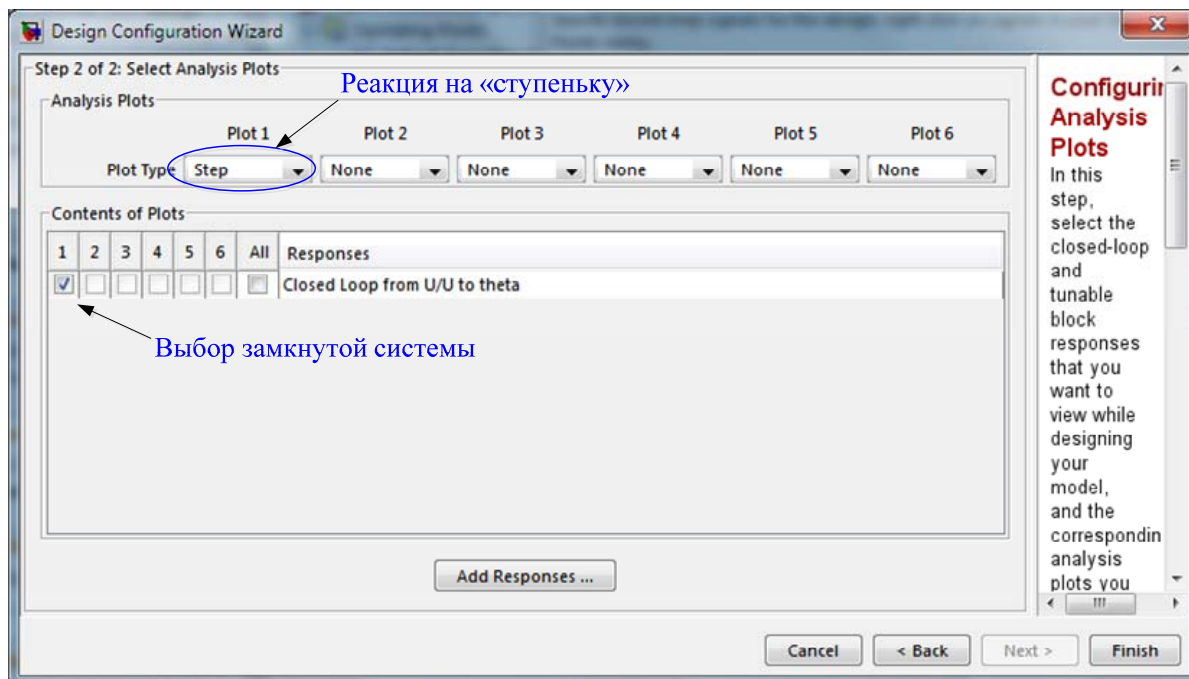 Design Configuration Wizard
Step 2 of 2: Select Analysis Plots
Реакция на «ступеньку»
Analysis Plots
Plot 1 Plot 2 Plot 3 Plot 4 Plot 5 Plot 6
Plot Type Step None None None None None
Contents of Plots
1 2 3 4 5 6 All Responses
Closed Loop from U/U to theta
Выбор замкнутой системы
Add Responses ...
Configurin
Analysis
Plots
In this
step,
select the
closed-loop
and
tunable
block
responses
that you
want to
view while
designing
your
model,
and the
correspondin
analysis
plots you
Cancel < Back Next > Finish